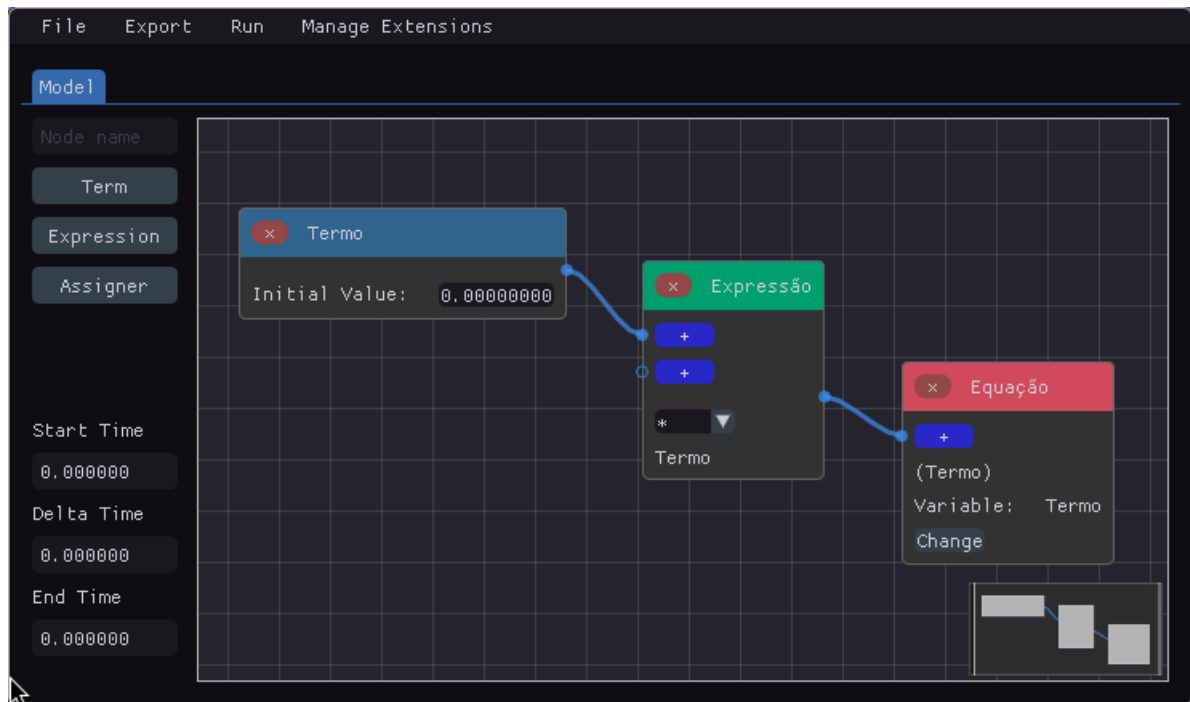 File Export Run Manage Extensions
Model
Node name
Term
Expression
Assigner
Start Time
0.000000
Delta Time
0.000000
End Time
0.000000
× Termo
Initial Value: 0.00000000
× Expressão
+
+
* ▼
Termo
× Equação
+
(Termo)
Variable: Termo
Change